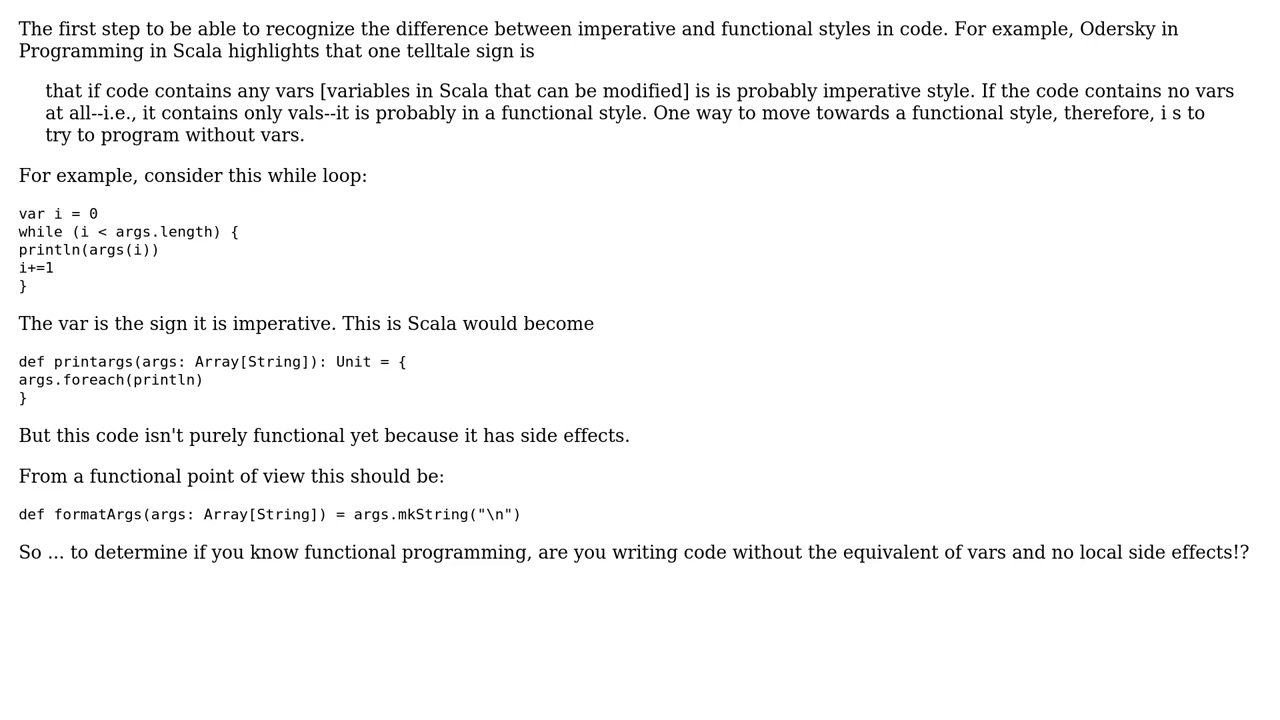 The first step to be able to recognize the difference between imperative and functional styles in code. For example, Odersky in
Programming in Scala highlights that one telltale sign is
that if code contains any vars [variables in Scala that can be modified] is is probably imperative style. If the code contains no vars
at all--i.e., it contains only vals--it is probably in a functional style. One way to move towards a functional style, therefore, i s to
try to program without vars.
For example, consider this while loop:
var i = 0
while (i < args.length) {
println(args(i))
i+=1
}
The var is the sign it is imperative. This is Scala would become
def printargs(args: Array[String]): Unit = {
args.foreach(println)
}
But this code isn't purely functional yet because it has side effects.
From a functional point of view this should be:
def formatArgs(args: Array[String]) = args.mkString("\n")
So ... to determine if you know functional programming, are you writing code without the equivalent of vars and no local side effects!?